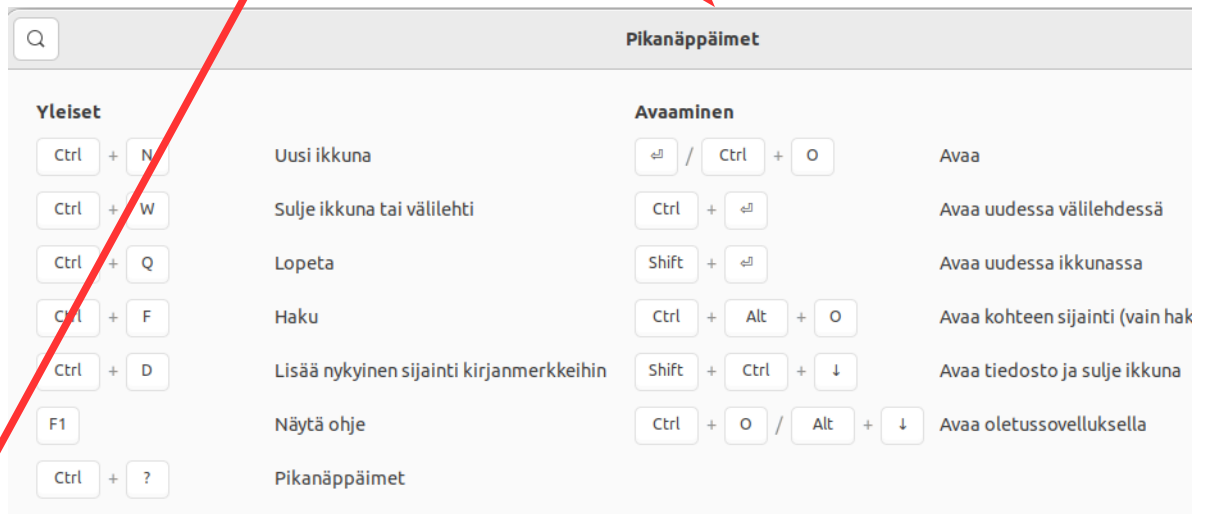 Pikanäppäimet
Yleiset
Ctrl + N Uusi ikkuna
Ctrl + W Sulje ikkuna tai välilehti
Ctrl + Q Lopeta
Ctrl + F Haku
Ctrl + D Lisää nykyinen sijainti kirjanmerkkeihin
F1 Näytä ohje
Ctrl + ? Pikanäppäimet
Avaaminen
⏎ / Ctrl + O Avaa
Ctrl + ⏎ Avaa uudessa välilehdessä
Shift + ⏎ Avaa uudessa ikkunassa
Ctrl + Alt + O Avaa kohteen sijainti (vain hak
Shift + Ctrl + ↓ Avaa tiedosto ja sulje ikkuna
Ctrl + O / Alt + ↓ Avaa oletussovelluksella